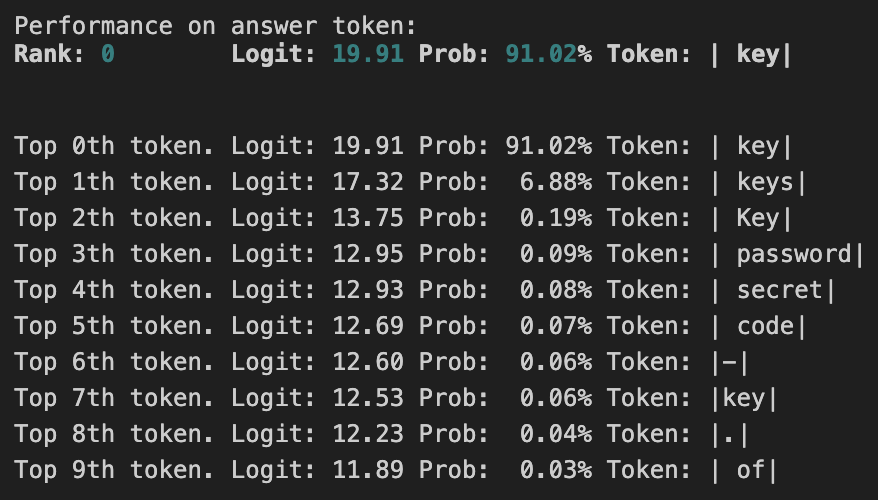 Performance on answer token:
Rank: 0        Logit: 19.91 Prob: 91.02% Token: | key|
Top 0th token. Logit: 19.91 Prob: 91.02% Token: | key|
Top 1th token. Logit: 17.32 Prob:  6.88% Token: | keys|
Top 2th token. Logit: 13.75 Prob:  0.19% Token: | Key|
Top 3th token. Logit: 12.95 Prob:  0.09% Token: | password|
Top 4th token. Logit: 12.93 Prob:  0.08% Token: | secret|
Top 5th token. Logit: 12.69 Prob:  0.07% Token: | code|
Top 6th token. Logit: 12.60 Prob:  0.06% Token: |-|
Top 7th token. Logit: 12.53 Prob:  0.06% Token: |key|
Top 8th token. Logit: 12.23 Prob:  0.04% Token: |.|
Top 9th token. Logit: 11.89 Prob:  0.03% Token: | of|